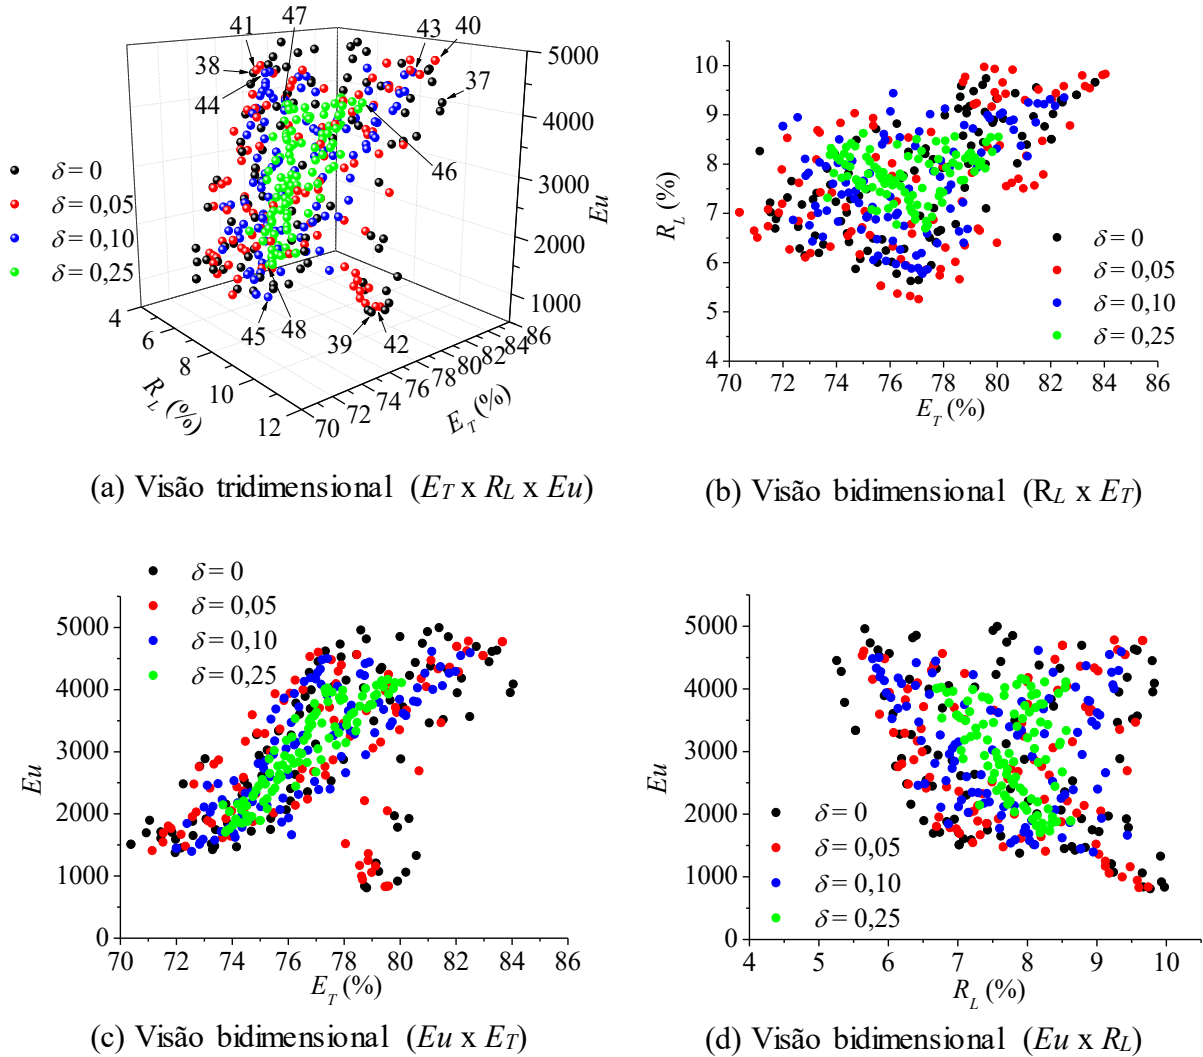 41 47 43 40
38
44
37
46
45 48 39 42
5000
4000
3000
2000
1000
Eu
4 6 8 10 12
R_L (%)
70 72 74 76 78 80 82 84 86
E_T (%)
δ = 0
δ = 0,05
δ = 0,10
δ = 0,25
(a) Visão tridimensional (E_T x R_L x Eu)
10
9
8
7
6
5
4
R_L (%)
δ = 0
δ = 0,05
δ = 0,10
δ = 0,25
70 72 74 76 78 80 82 84 86
E_T (%)
(b) Visão bidimensional (R_L x E_T)
δ = 0
δ = 0,05
δ = 0,10
δ = 0,25
5000
4000
3000
2000
1000
0
Eu
70 72 74 76 78 80 82 84 86
E_T (%)
(c) Visão bidimensional (Eu x E_T)
5000
4000
3000
2000
1000
0
Eu
δ = 0
δ = 0,05
δ = 0,10
δ = 0,25
4 5 6 7 8 9 10
R_L (%)
(d) Visão bidimensional (Eu x R_L)